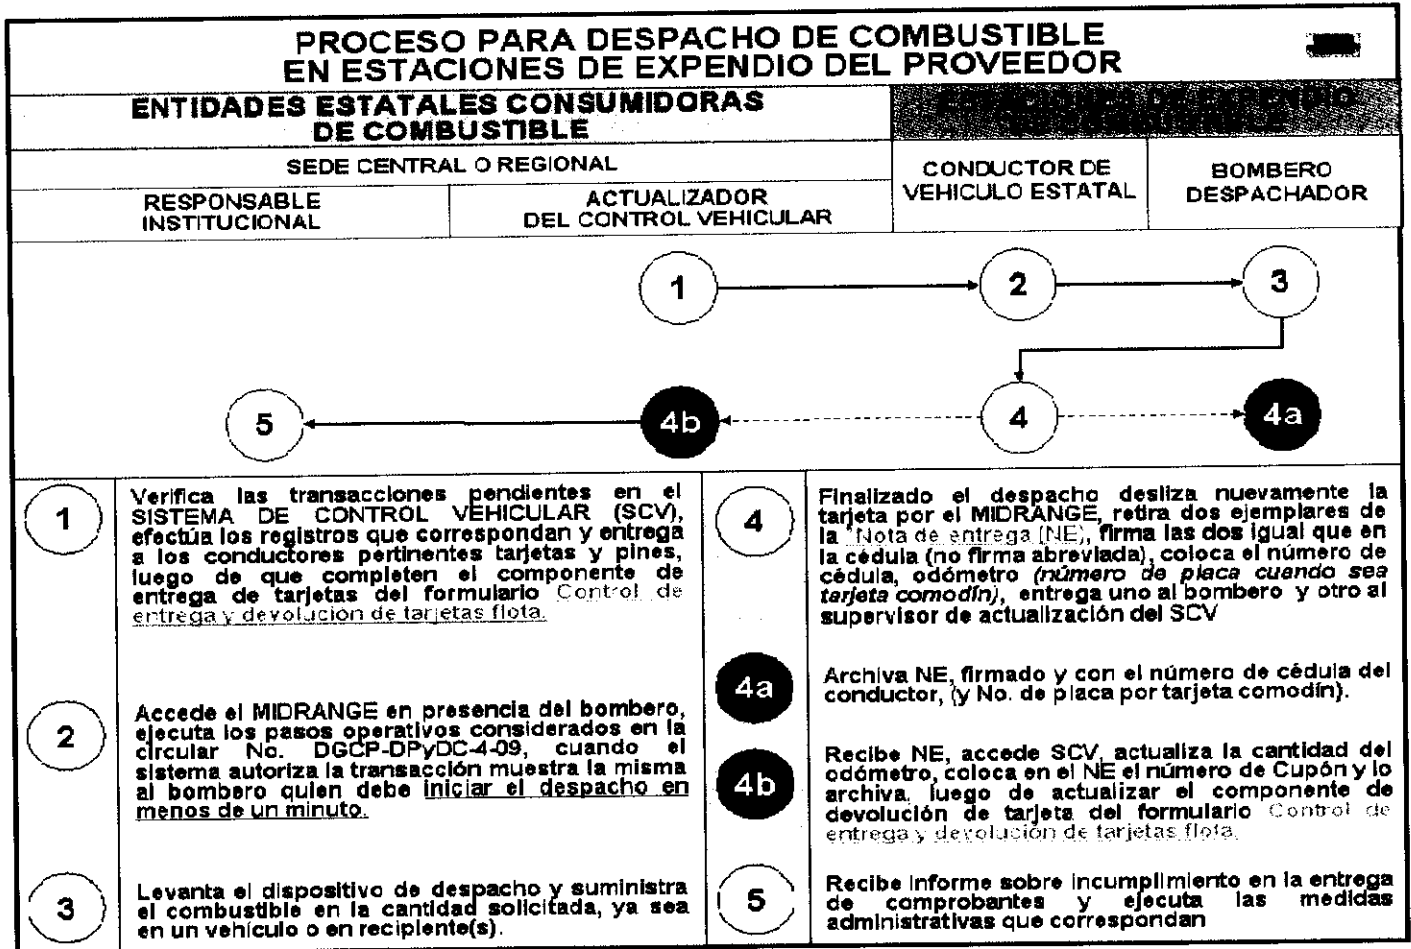 PROCESO PARA DESPACHO DE COMBUSTIBLE
EN ESTACIONES DE EXPENDIO DEL PROVEEDOR
ENTIDADES ESTATALES CONSUMIDORAS
DE COMBUSTIBLE
ESTACIONES DE EXPENDIO
DE COMBUSTIBLE
SEDE CENTRAL O REGIONAL
RESPONSABLE
INSTITUCIONAL
ACTUALIZADOR
DEL CONTROL VEHICULAR
CONDUCTOR DE
VEHICULO ESTATAL
BOMBERO
DESPACHADOR
1
2
3
5
4b
4
4a
1
Verifica las transacciones pendientes en el
SISTEMA DE CONTROL VEHICULAR (SCV),
efectúa los registros que correspondan y entrega
a los conductores pertinentes tarjetas y pines,
luego de que completen el componente de
entrega de tarjetas del formulario Control de
entrega y devolución de tarjetas flota.
2
Accede el MIDRANGE en presencia del bombero,
ejecuta los pasos operativos considerados en la
circular No. DGCP-DPyDC-4-09, cuando el
sistema autoriza la transacción muestra la misma
al bombero quien debe iniciar el despacho en
menos de un minuto.
3
Levanta el dispositivo de despacho y suministra
el combustible en la cantidad solicitada, ya sea
en un vehículo o en recipiente(s).
4
Finalizado el despacho desliza nuevamente la
tarjeta por el MIDRANGE, retira dos ejemplares de
la Nota de entrega (NE), firma las dos igual que en
la cédula (no firma abreviada), coloca el número de
cédula, odómetro (número de placa cuando sea
tarjeta comodín), entrega uno al bombero y otro al
supervisor de actualización del SCV
4a
Archiva NE, firmado y con el número de cédula del
conductor, (y No. de placa por tarjeta comodín).
4b
Recibe NE, accede SCV, actualiza la cantidad del
odómetro, coloca en el NE el número de Cupón y lo
archiva. luego de actualizar el componente de
devolución de tarjeta del formulario Control de
entrega y devolución de tarjetas flota.
5
Recibe informe sobre incumplimiento en la entrega
de comprobantes y ejecuta las medidas
administrativas que correspondan